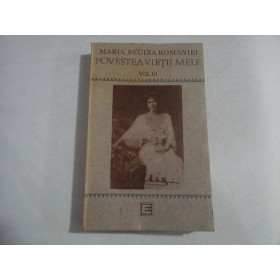 MARIA, REGINA ROMÂNIEI
POVESTEA VIEȚII MELE
VOL. III